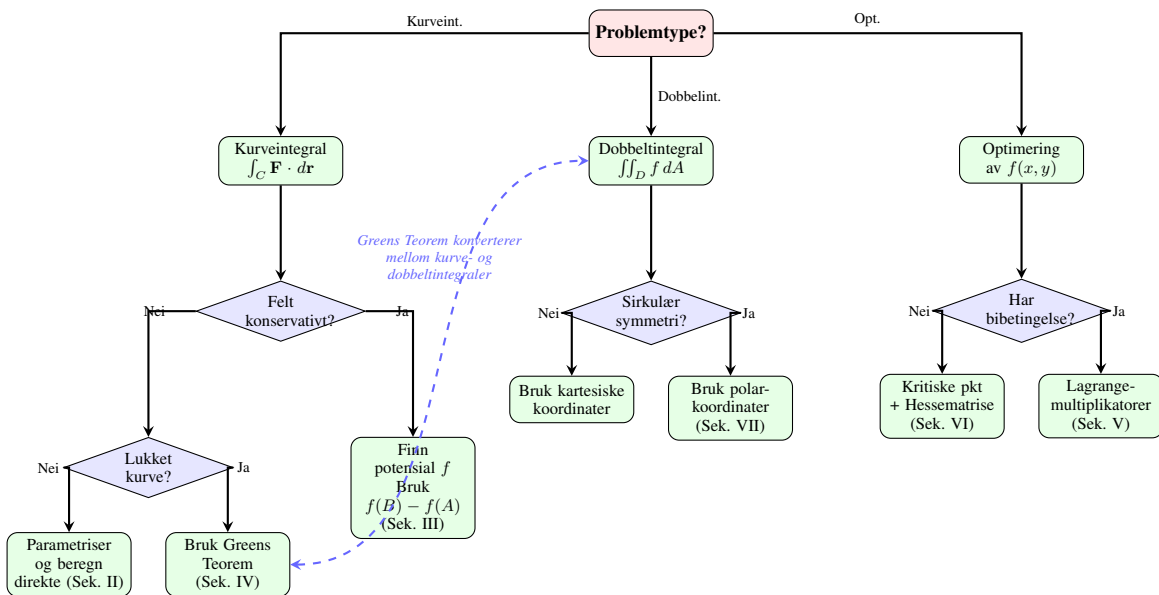 Problemtype?
Kurveint.
Opt.
Dobbelint.
Kurveintegral
∫_C F · dr
Dobbeltintegral
∬_D f dA
Optimering
av f(x, y)
Greens Teorem konverterer
mellom kurve- og
dobbeltintegraler
Felt
konservativt?
Nei
Ja
Sirkulær
symmetri?
Nei
Ja
Har
bibetingelse?
Nei
Ja
Bruk kartesiske
koordinater
Bruk polar-
koordinater
(Sek. VII)
Kritiske pkt
+ Hessematrise
(Sek. VI)
Lagrange-
multiplikatorer
(Sek. V)
Lukket
kurve?
Nei
Ja
Finn
potensial f
Bruk
f(B) − f(A)
(Sek. III)
Parametriser
og beregn
direkte (Sek. II)
Bruk Greens
Teorem
(Sek. IV)